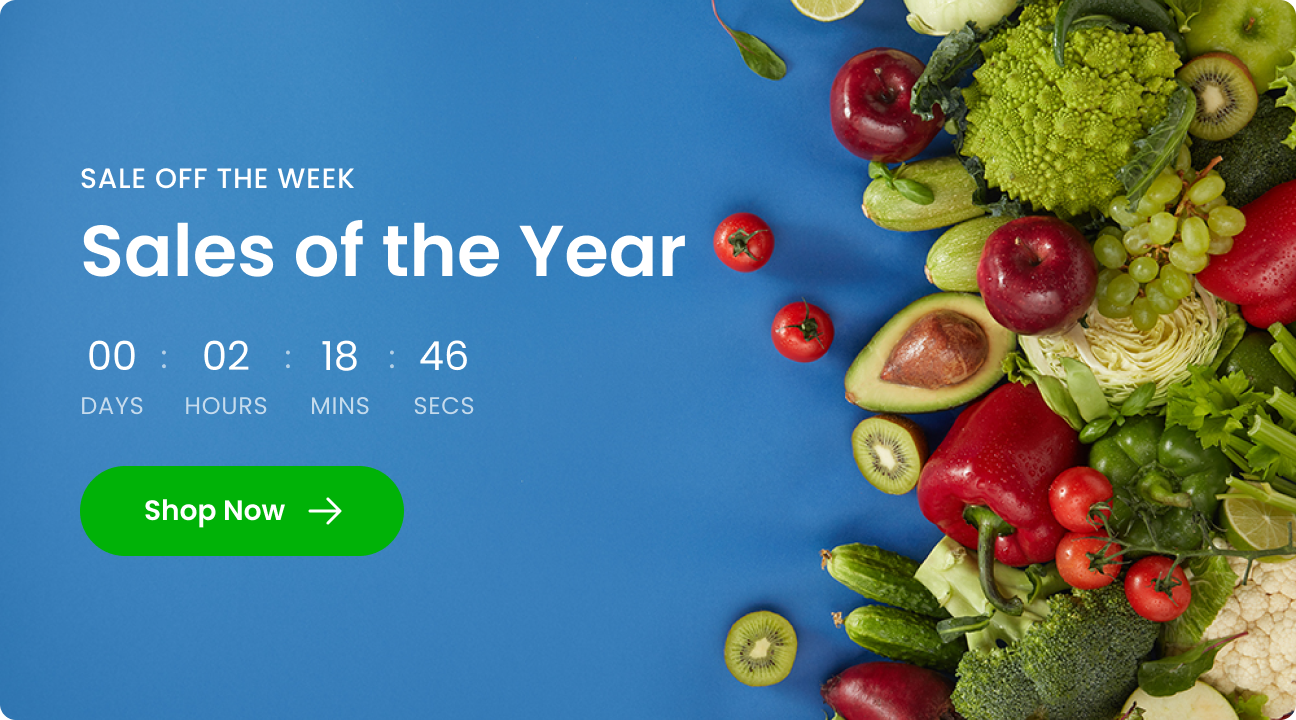 SALE OFF THE WEEK
Sales of the Year
00 : 02 : 18 : 46
DAYS HOURS MINS SECS
Shop Now